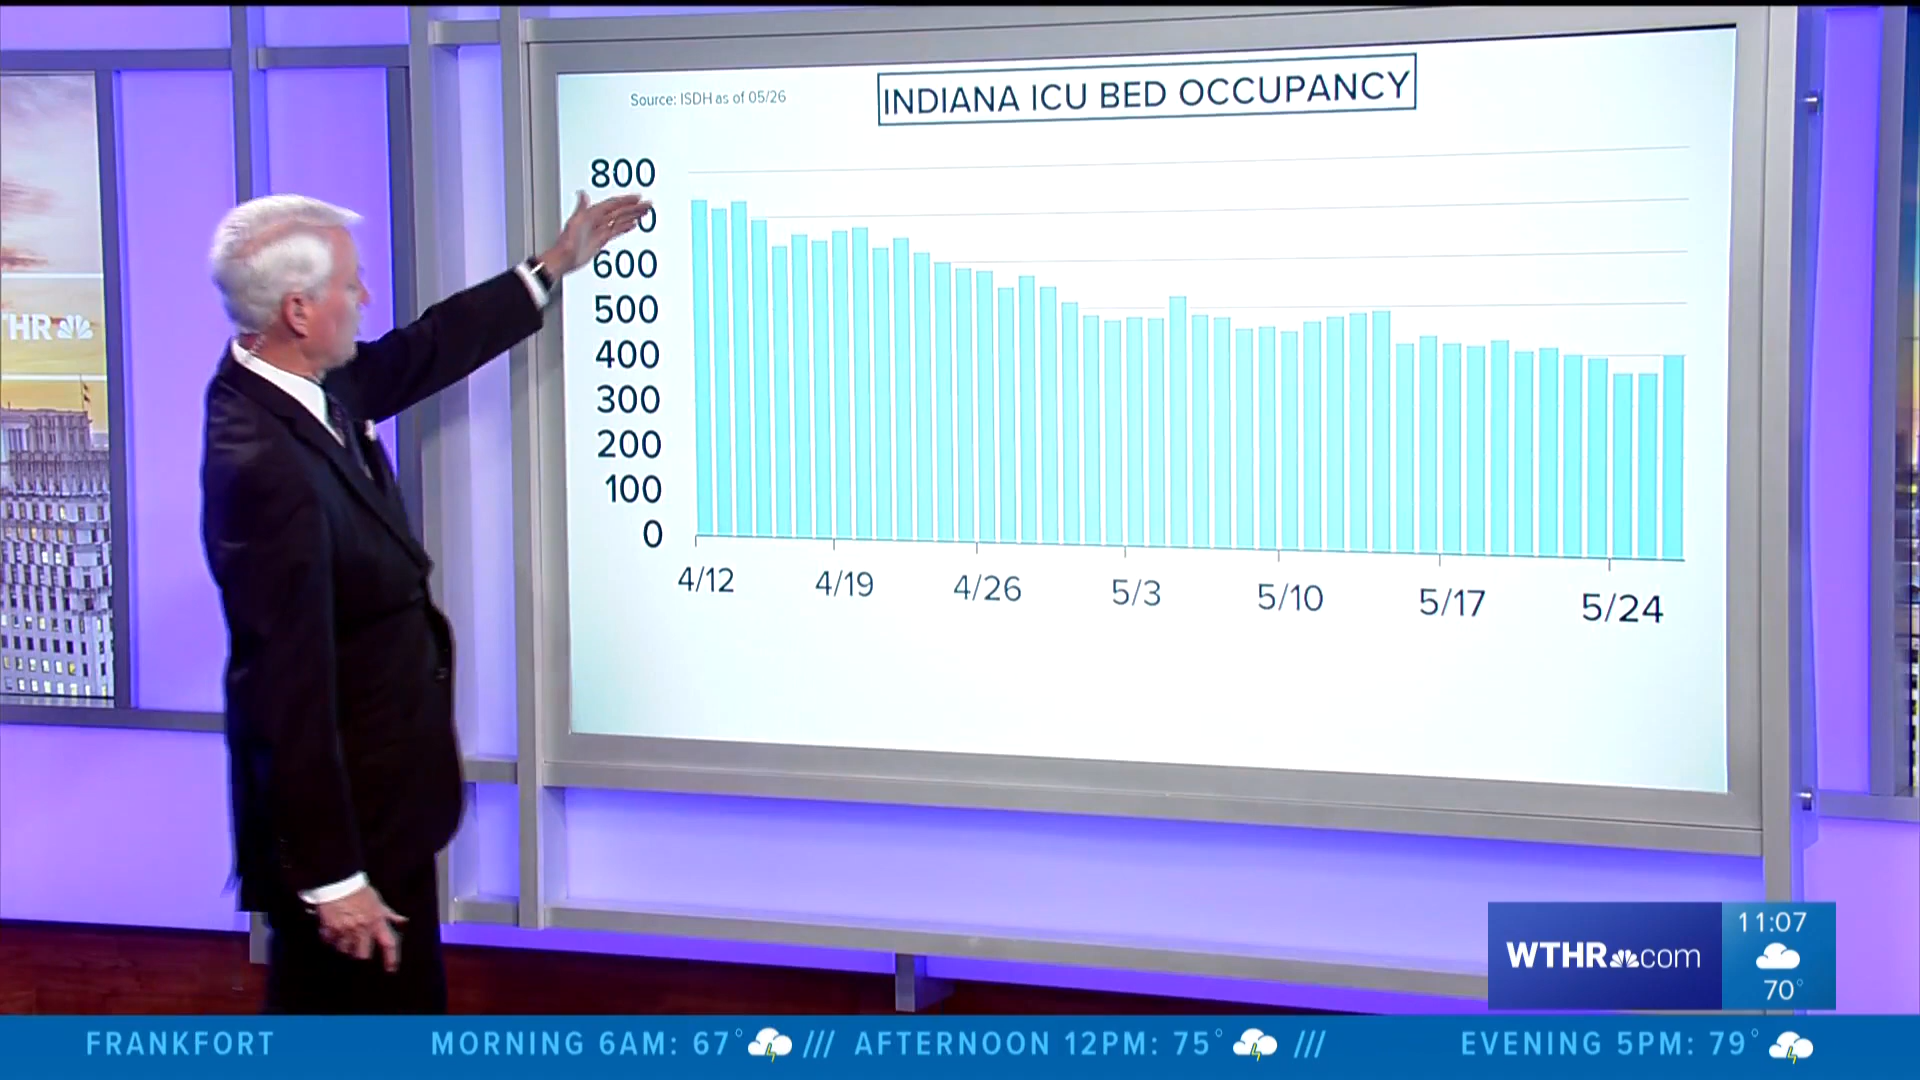 Source: ISDH as of 05/26
INDIANA ICU BED OCCUPANCY
800
0
600
500
400
300
200
100
0
4/12 4/19 4/26 5/3 5/10 5/17 5/24
THR
WTHR.com
11:07
70°
FRANKFORT MORNING 6AM: 67° /// AFTERNOON 12PM: 75° /// EVENING 5PM: 79°